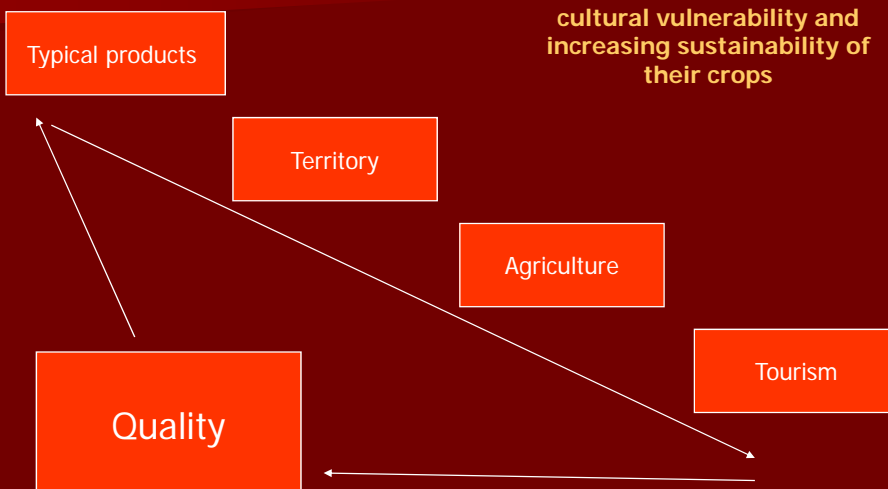 cultural vulnerability and
increasing sustainability of
their crops
Typical products
Territory
Agriculture
Tourism
Quality